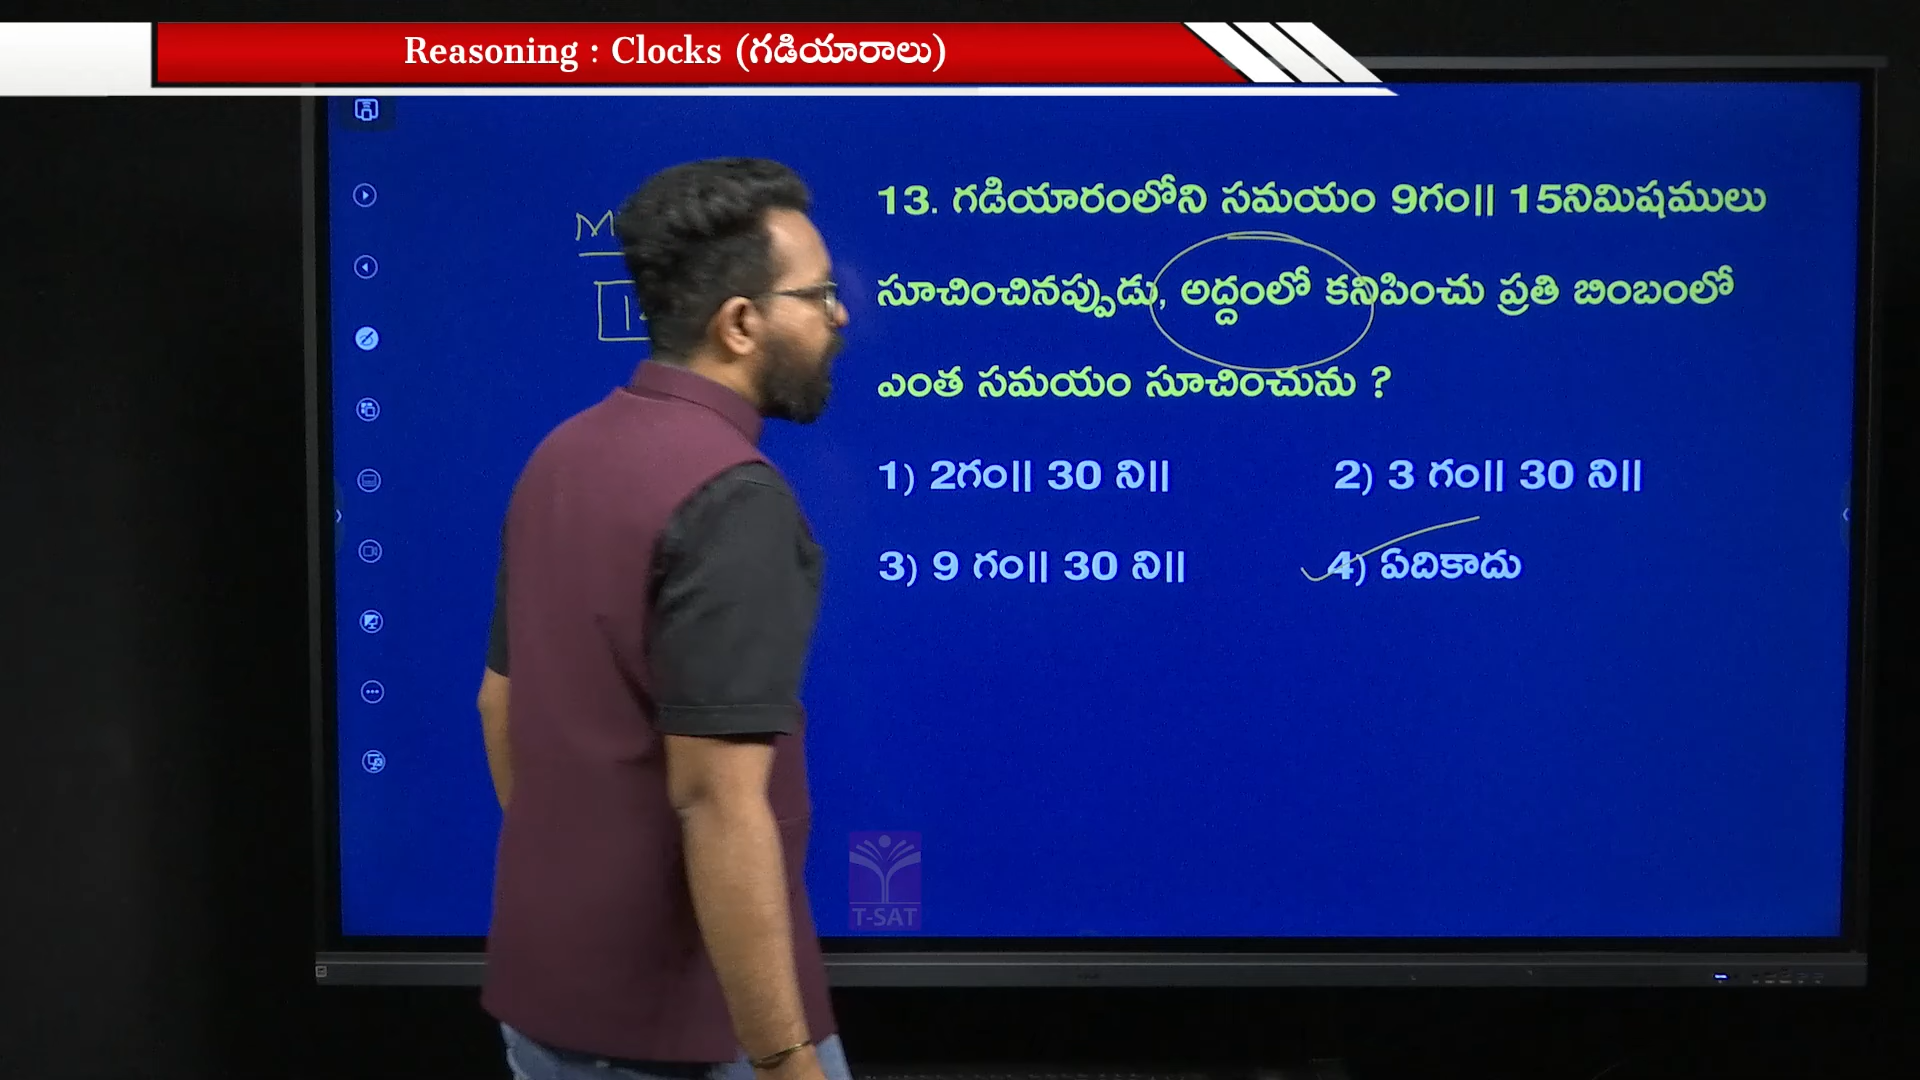 Reasoning : Clocks (గడియారాలు)
13. గడియారంలోని సమయం 9గం|| 15నిమిషములు
సూచించినప్పుడు, అద్దంలో కనిపించు ప్రతి బింబంలో
ఎంత సమయం సూచించును ?
1) 2గం|| 30 ని||
2) 3 గం|| 30 ని||
3) 9 గం|| 30 ని||
4) ఏదికాదు
T-SAT